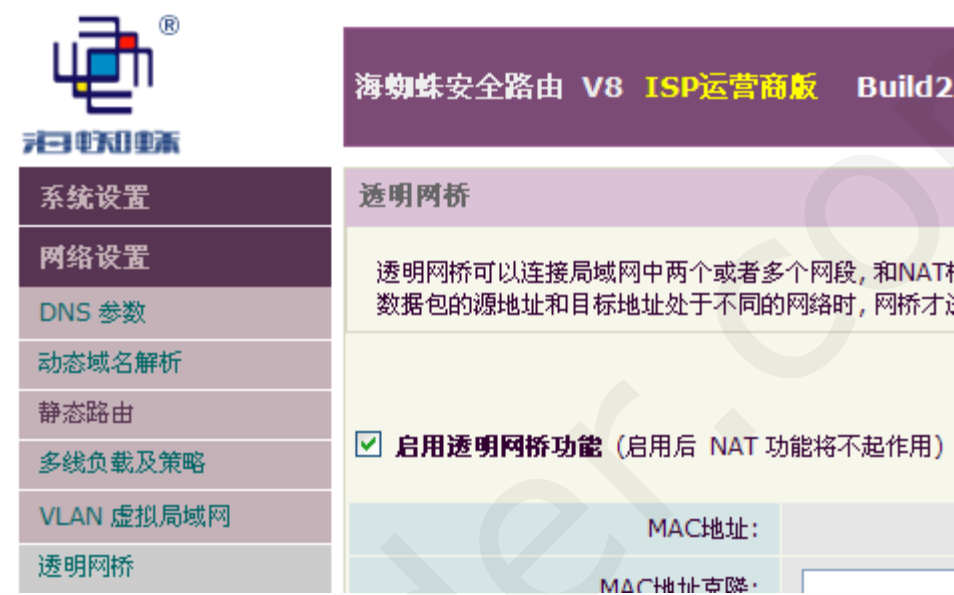 ®
海蜘蛛
海蜘蛛安全路由 V8 ISP运营商版 Build2
系统设置
网络设置
DNS 参数
动态域名解析
静态路由
多线负载及策略
VLAN 虚拟局域网
透明网桥
透明网桥
透明网桥可以连接局域网中两个或者多个网段, 和NAT
数据包的源地址和目标地址处于不同的网络时, 网桥才
启用透明网桥功能 (启用后 NAT 功能将不起作用)
MAC地址:
MAC地址克隆: